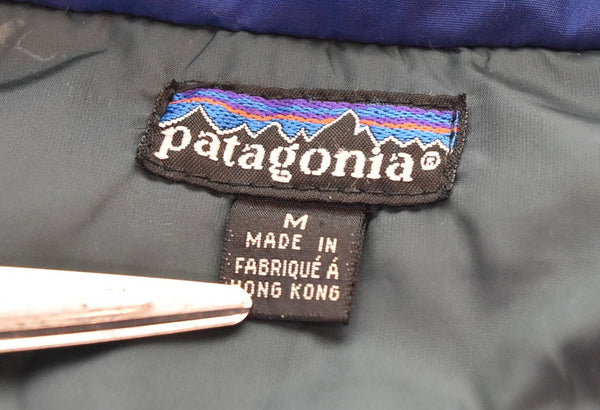 patagonia®
M
MADE IN
FABRIQUÉ Á
HONG KONG